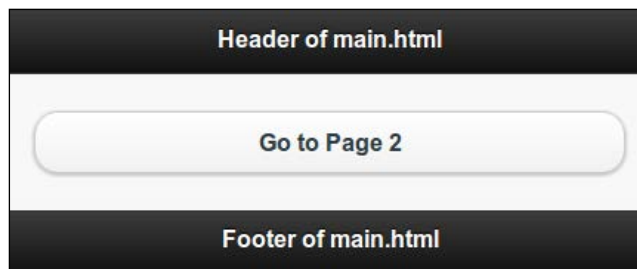 Header of main.html
Go to Page 2
Footer of main.html